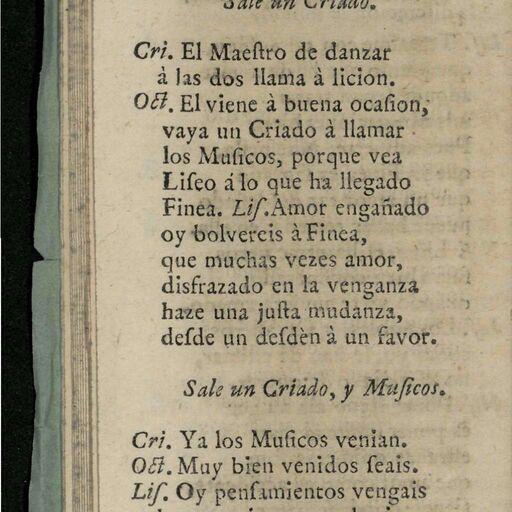 Sale un Criado.
Cri. El Maeſtro de danzar
à las dos llama à licion.
Oct. El viene à buena ocaſion,
vaya un Criado à llamar
los Muſicos, porque vea
Liſeo á lo que ha llegado
Finea. Liſ. Amor engañado
oy bolvereis à Finea,
que muchas vezes amor,
disfrazado en la venganza
haze una juſta mudanza,
deſde un deſdèn à un favor.
Sale un Criado, y Muſicos.
Cri. Ya los Muſicos venian.
Oct. Muy bien venidos ſeais.
Liſ. Oy penſamientos vengais